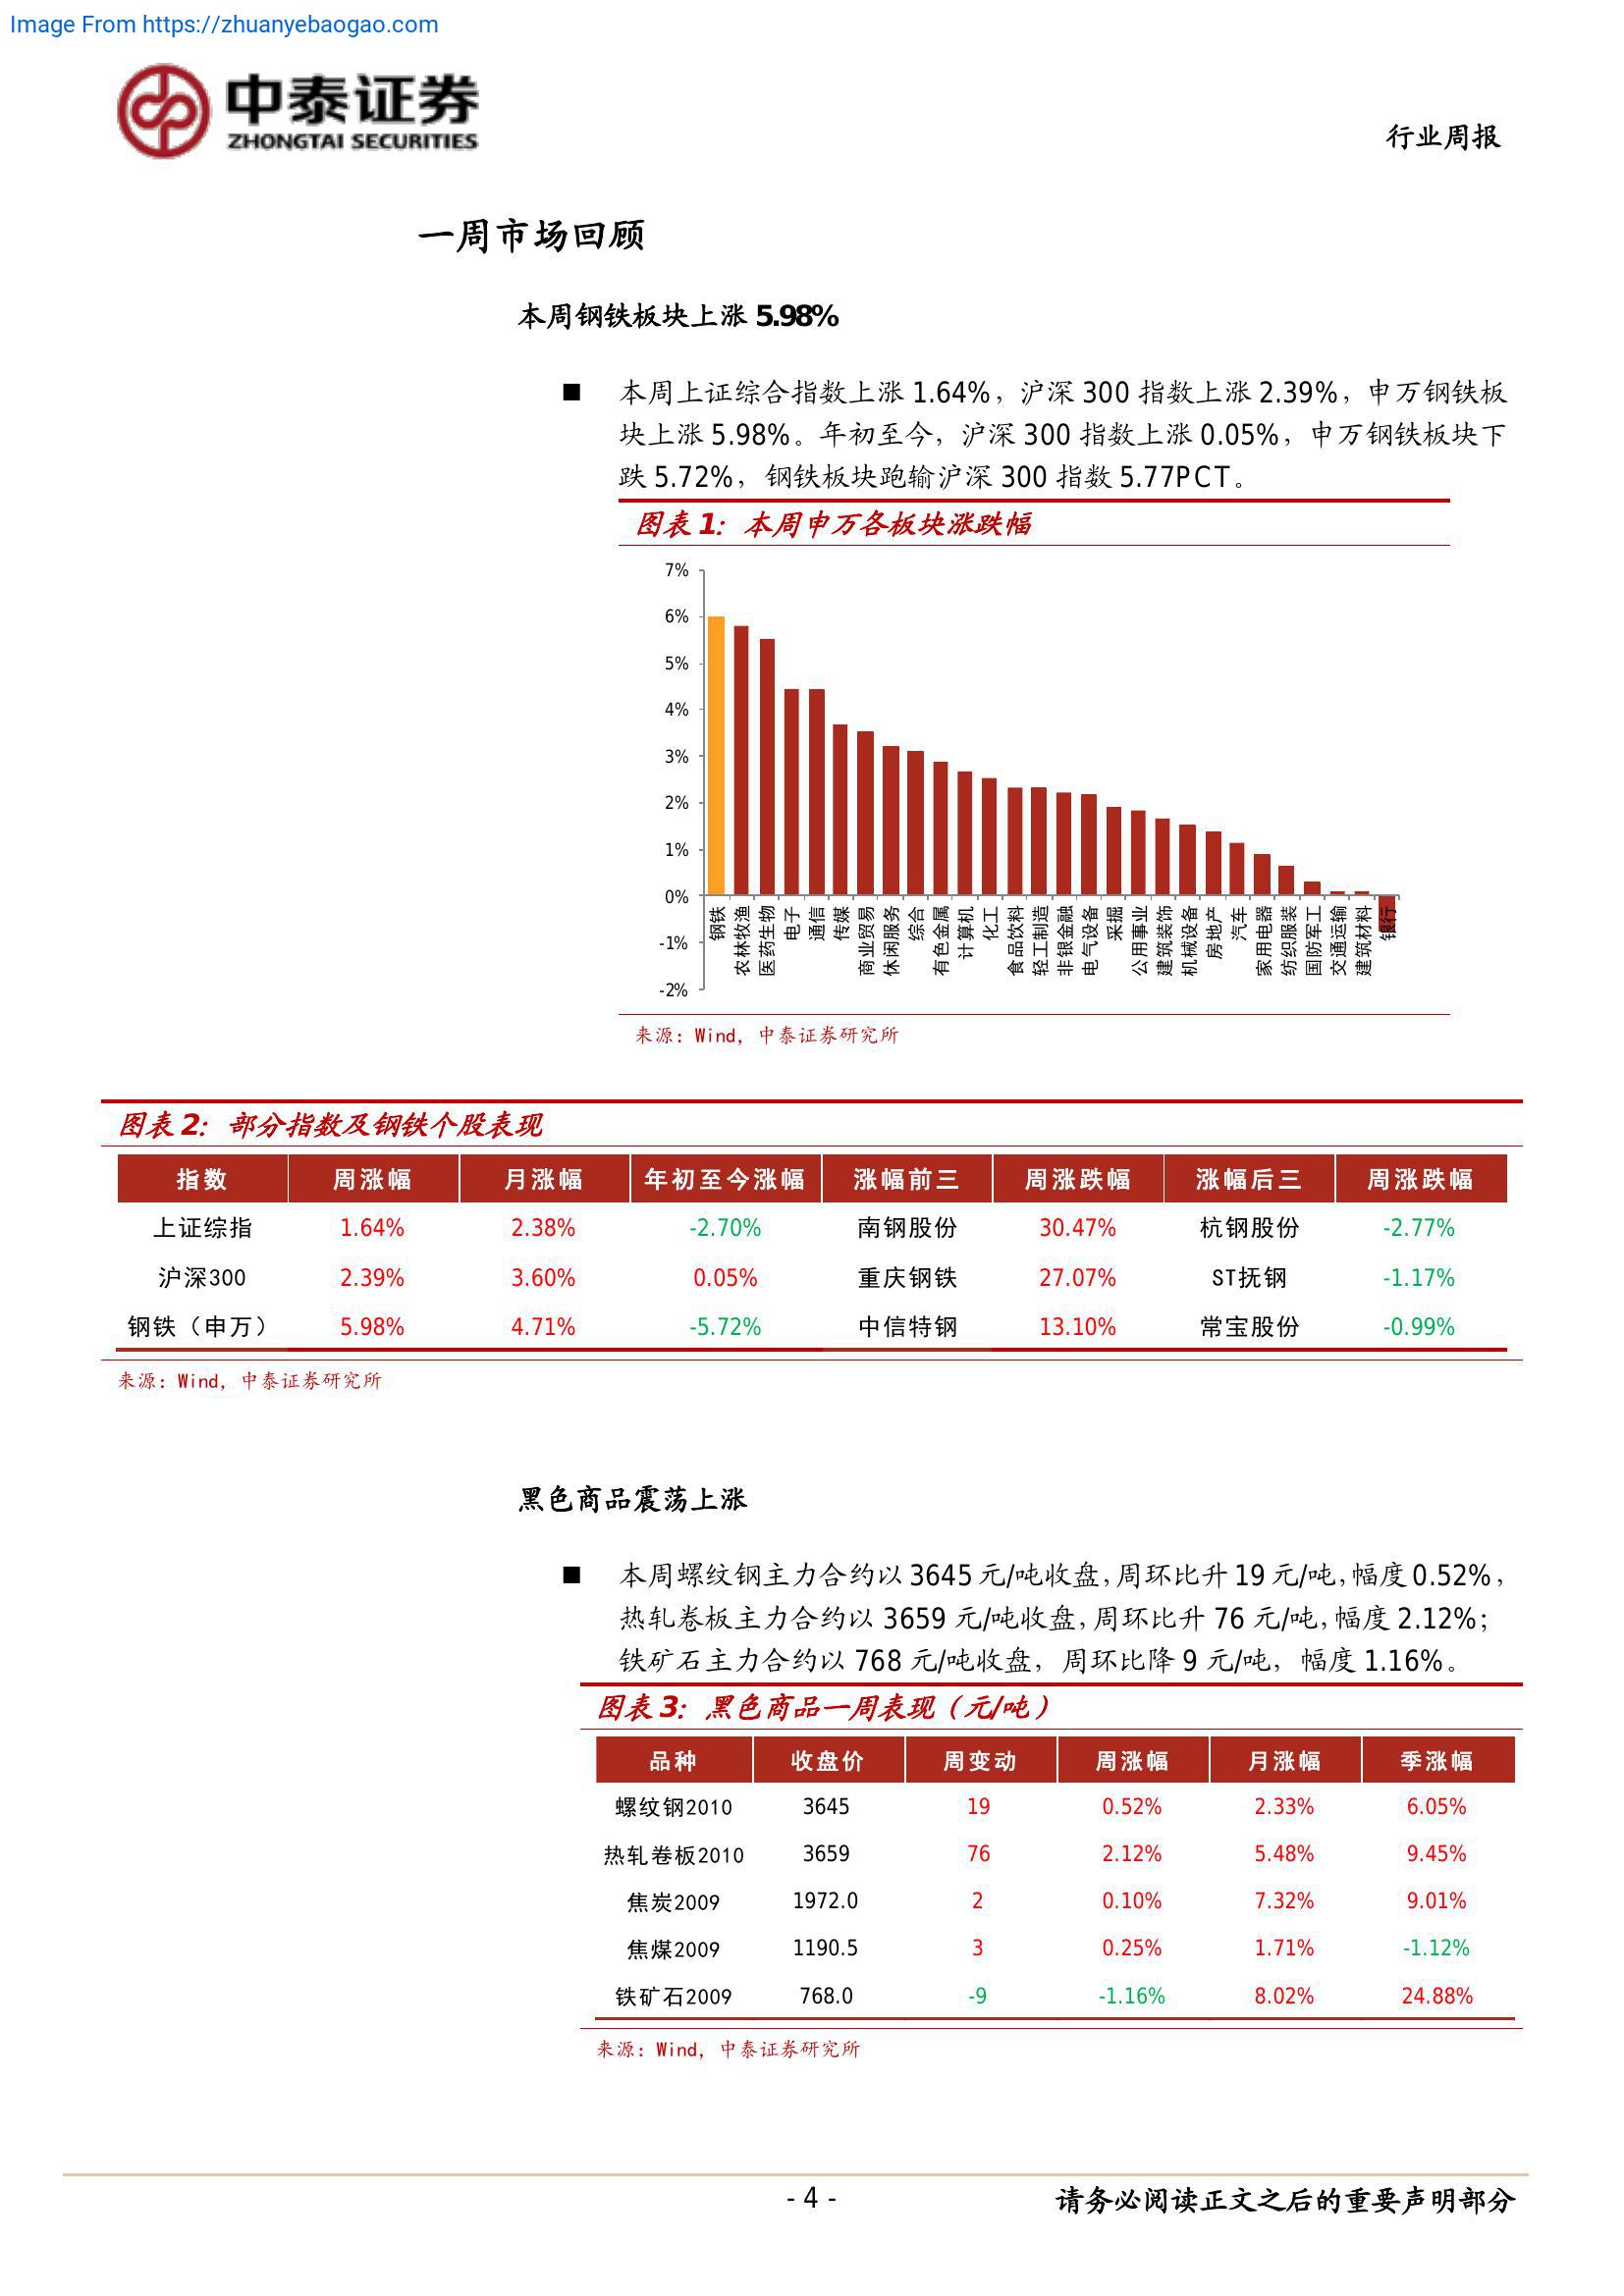 Image From https://zhuanyebaogao.com
中泰证券
ZHONGTAI SECURITIES
行业周报
一周市场回顾
本周钢铁板块上涨 5.98%
■ 本周上证综合指数上涨 1.64%，沪深 300 指数上涨 2.39%，申万钢铁板
块上涨 5.98%。年初至今，沪深 300 指数上涨 0.05%，申万钢铁板块下
跌 5.72%，钢铁板块跑输沪深 300 指数 5.77PCT。
图表 1：本周申万各板块涨跌幅
7%
6%
5%
4%
3%
2%
1%
0%
-1%
-2%
钢铁
农林牧渔
医药生物
电子
通信
传媒
商业贸易
休闲服务
综合
有色金属
计算机
化工
食品饮料
轻工制造
非银金融
电气设备
采掘
公用事业
建筑装饰
机械设备
房地产
汽车
家用电器
纺织服装
国防军工
交通运输
建筑材料
银行
来源：Wind，中泰证券研究所
图表 2：部分指数及钢铁个股表现
指数 周涨幅 月涨幅 年初至今涨幅 涨幅前三 周涨跌幅 涨幅后三 周涨跌幅
上证综指 1.64% 2.38% -2.70% 南钢股份 30.47% 杭钢股份 -2.77%
沪深300 2.39% 3.60% 0.05% 重庆钢铁 27.07% ST抚钢 -1.17%
钢铁（申万） 5.98% 4.71% -5.72% 中信特钢 13.10% 常宝股份 -0.99%
来源：Wind，中泰证券研究所
黑色商品震荡上涨
■ 本周螺纹钢主力合约以 3645 元/吨收盘，周环比升 19 元/吨，幅度 0.52%，
热轧卷板主力合约以 3659 元/吨收盘，周环比升 76 元/吨，幅度 2.12%；
铁矿石主力合约以 768 元/吨收盘，周环比降 9 元/吨，幅度 1.16%。
图表 3：黑色商品一周表现（元/吨）
品种 收盘价 周变动 周涨幅 月涨幅 季涨幅
螺纹钢2010 3645 19 0.52% 2.33% 6.05%
热轧卷板2010 3659 76 2.12% 5.48% 9.45%
焦炭2009 1972.0 2 0.10% 7.32% 9.01%
焦煤2009 1190.5 3 0.25% 1.71% -1.12%
铁矿石2009 768.0 -9 -1.16% 8.02% 24.88%
来源：Wind，中泰证券研究所
- 4 -
请务必阅读正文之后的重要声明部分